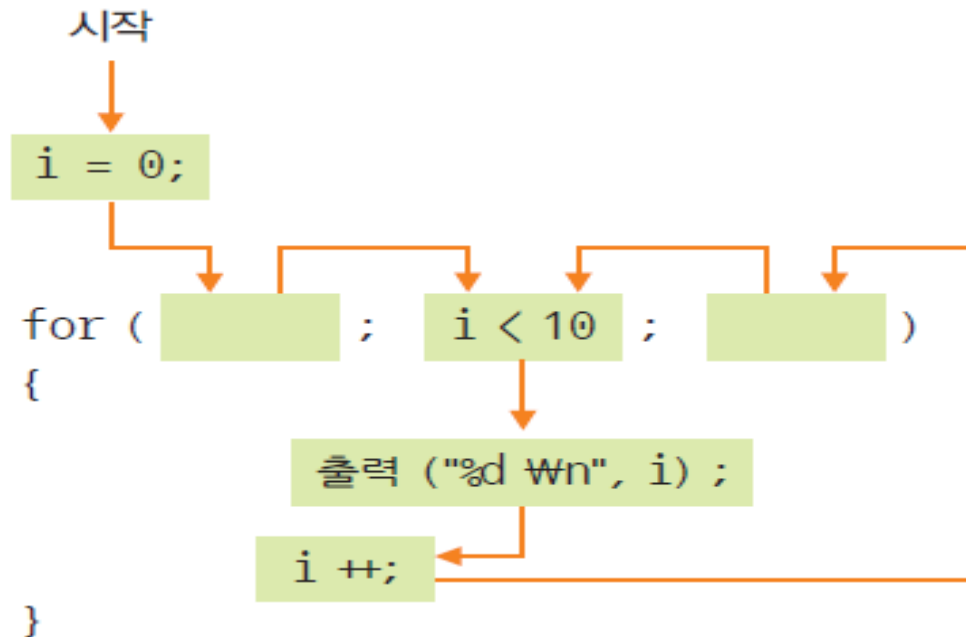 시작
i = 0;
for ( ; i < 10 ; )
{
출력 ("%d ₩n", i) ;
i ++;
}